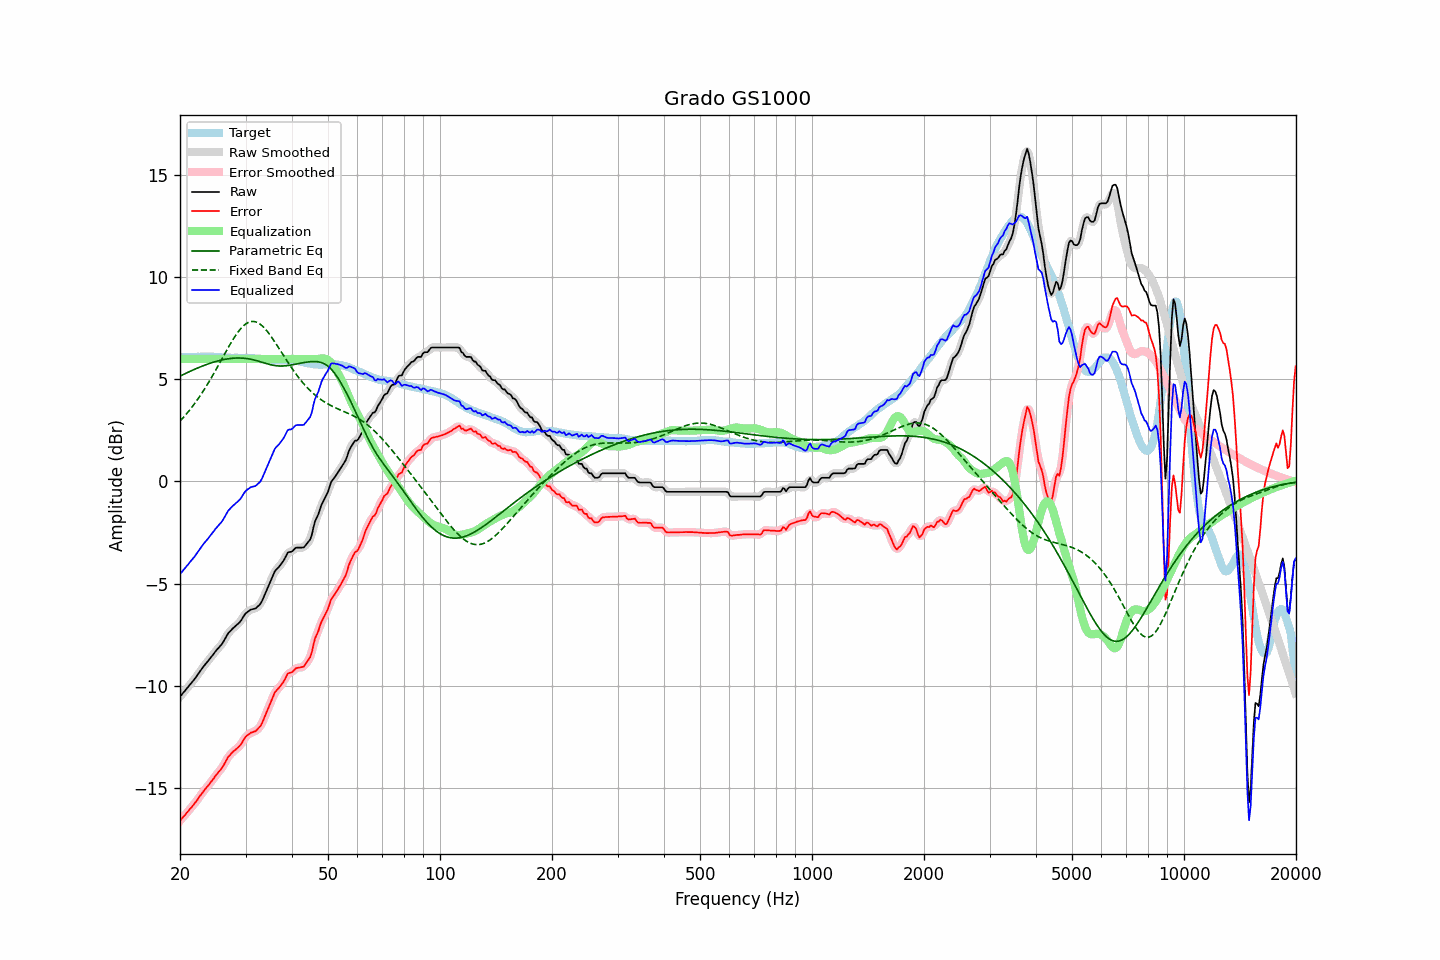 Grado GS1000
Target
Raw Smoothed
Error Smoothed
Raw
Error
Equalization
Parametric Eq
Fixed Band Eq
Equalized
Amplitude (dBr)
15
10
5
0
−5
−10
−15
20 50 100 200 500 1000 2000 5000 10000 20000
Frequency (Hz)